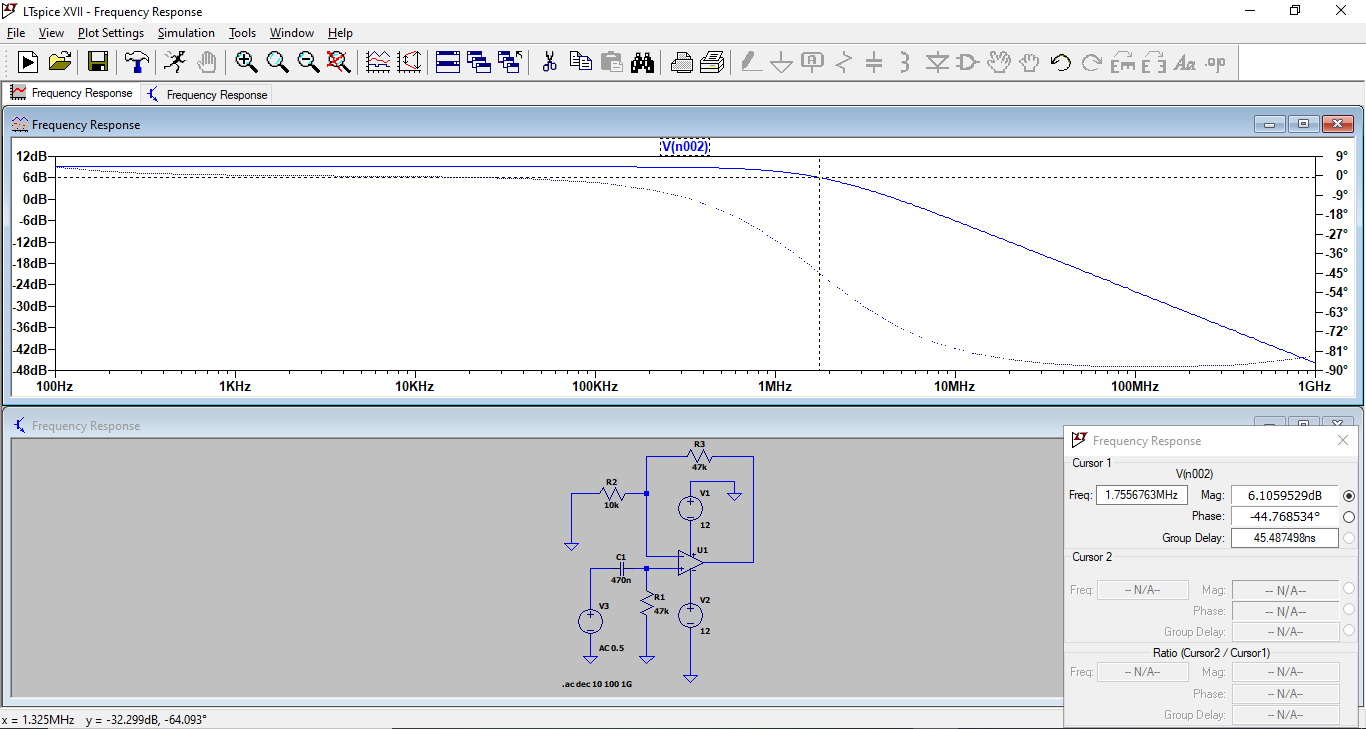 LTspice XVII - Frequency Response
File View Plot Settings Simulation Tools Window Help
Aa .op
Frequency Response Frequency Response
Frequency Response
V(n002)
12dB 9°
6dB 0°
0dB -9°
-6dB -18°
-12dB -27°
-18dB -36°
-24dB -45°
-30dB -54°
-36dB -63°
-42dB -72°
-48dB -81°
-90°
100Hz 1KHz 10KHz 100KHz 1MHz 10MHz 100MHz 1GHz
Frequency Response
R3
47k
R2
10k
V1
12
U1
C1
470n
R1
47k
V2
12
V3
AC 0.5
.ac dec 10 100 1G
Frequency Response
Cursor 1
V(n002)
Freq: 1.7556763MHz Mag: 6.1059529dB
Phase: -44.768534°
Group Delay: 45.487498ns
Cursor 2
Freq: -- N/A-- Mag: -- N/A--
Phase: -- N/A--
Group Delay: -- N/A--
Ratio (Cursor2 / Cursor1)
Freq: -- N/A-- Mag: -- N/A--
Phase: -- N/A--
Group Delay: -- N/A--
x = 1.325MHz y = -32.299dB, -64.093°